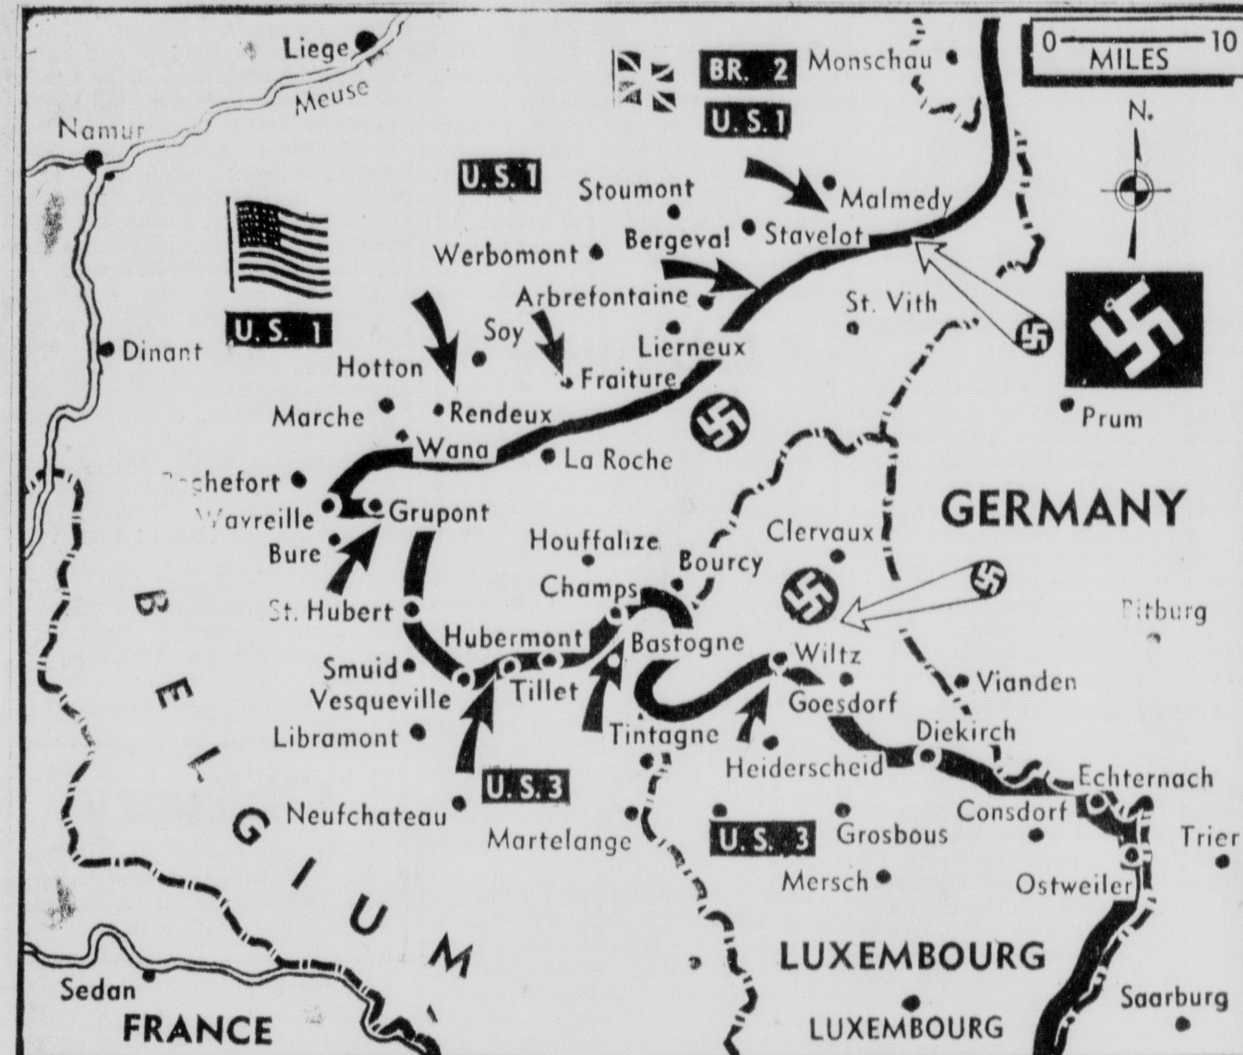 Liege
Meuse
Namur
BR. 2
U.S.1
Monschau
0 10
MILES
N.
U.S.1
Stoumont
Malmedy
Bergeval
Stavelot
Werbomont
U.S. 1
Arbrefontaine
St. Vith
Soy
Dinant
Lierneux
Hotton
Fraiture
Marche
Rendeux
Prum
Wana
La Roche
Wavreille
Grupont
GERMANY
Bure
Houffalize
Clervaux
Bourcy
Champs
St. Hubert
Bitburg
Hubermont
Bastogne
Wiltz
Smuid
Tillet
Vianden
Vesqueville
Goesdorf
Libramont
Tintagne
Diekirch
Heiderscheid
Echternach
U.S.3
Neufchateau
Consdorf
Martelange
U.S. 3
Grosbous
Trier
Mersch
Ostweiler
BELGIUM
LUXEMBOURG
Sedan
Saarburg
FRANCE
LUXEMBOURG